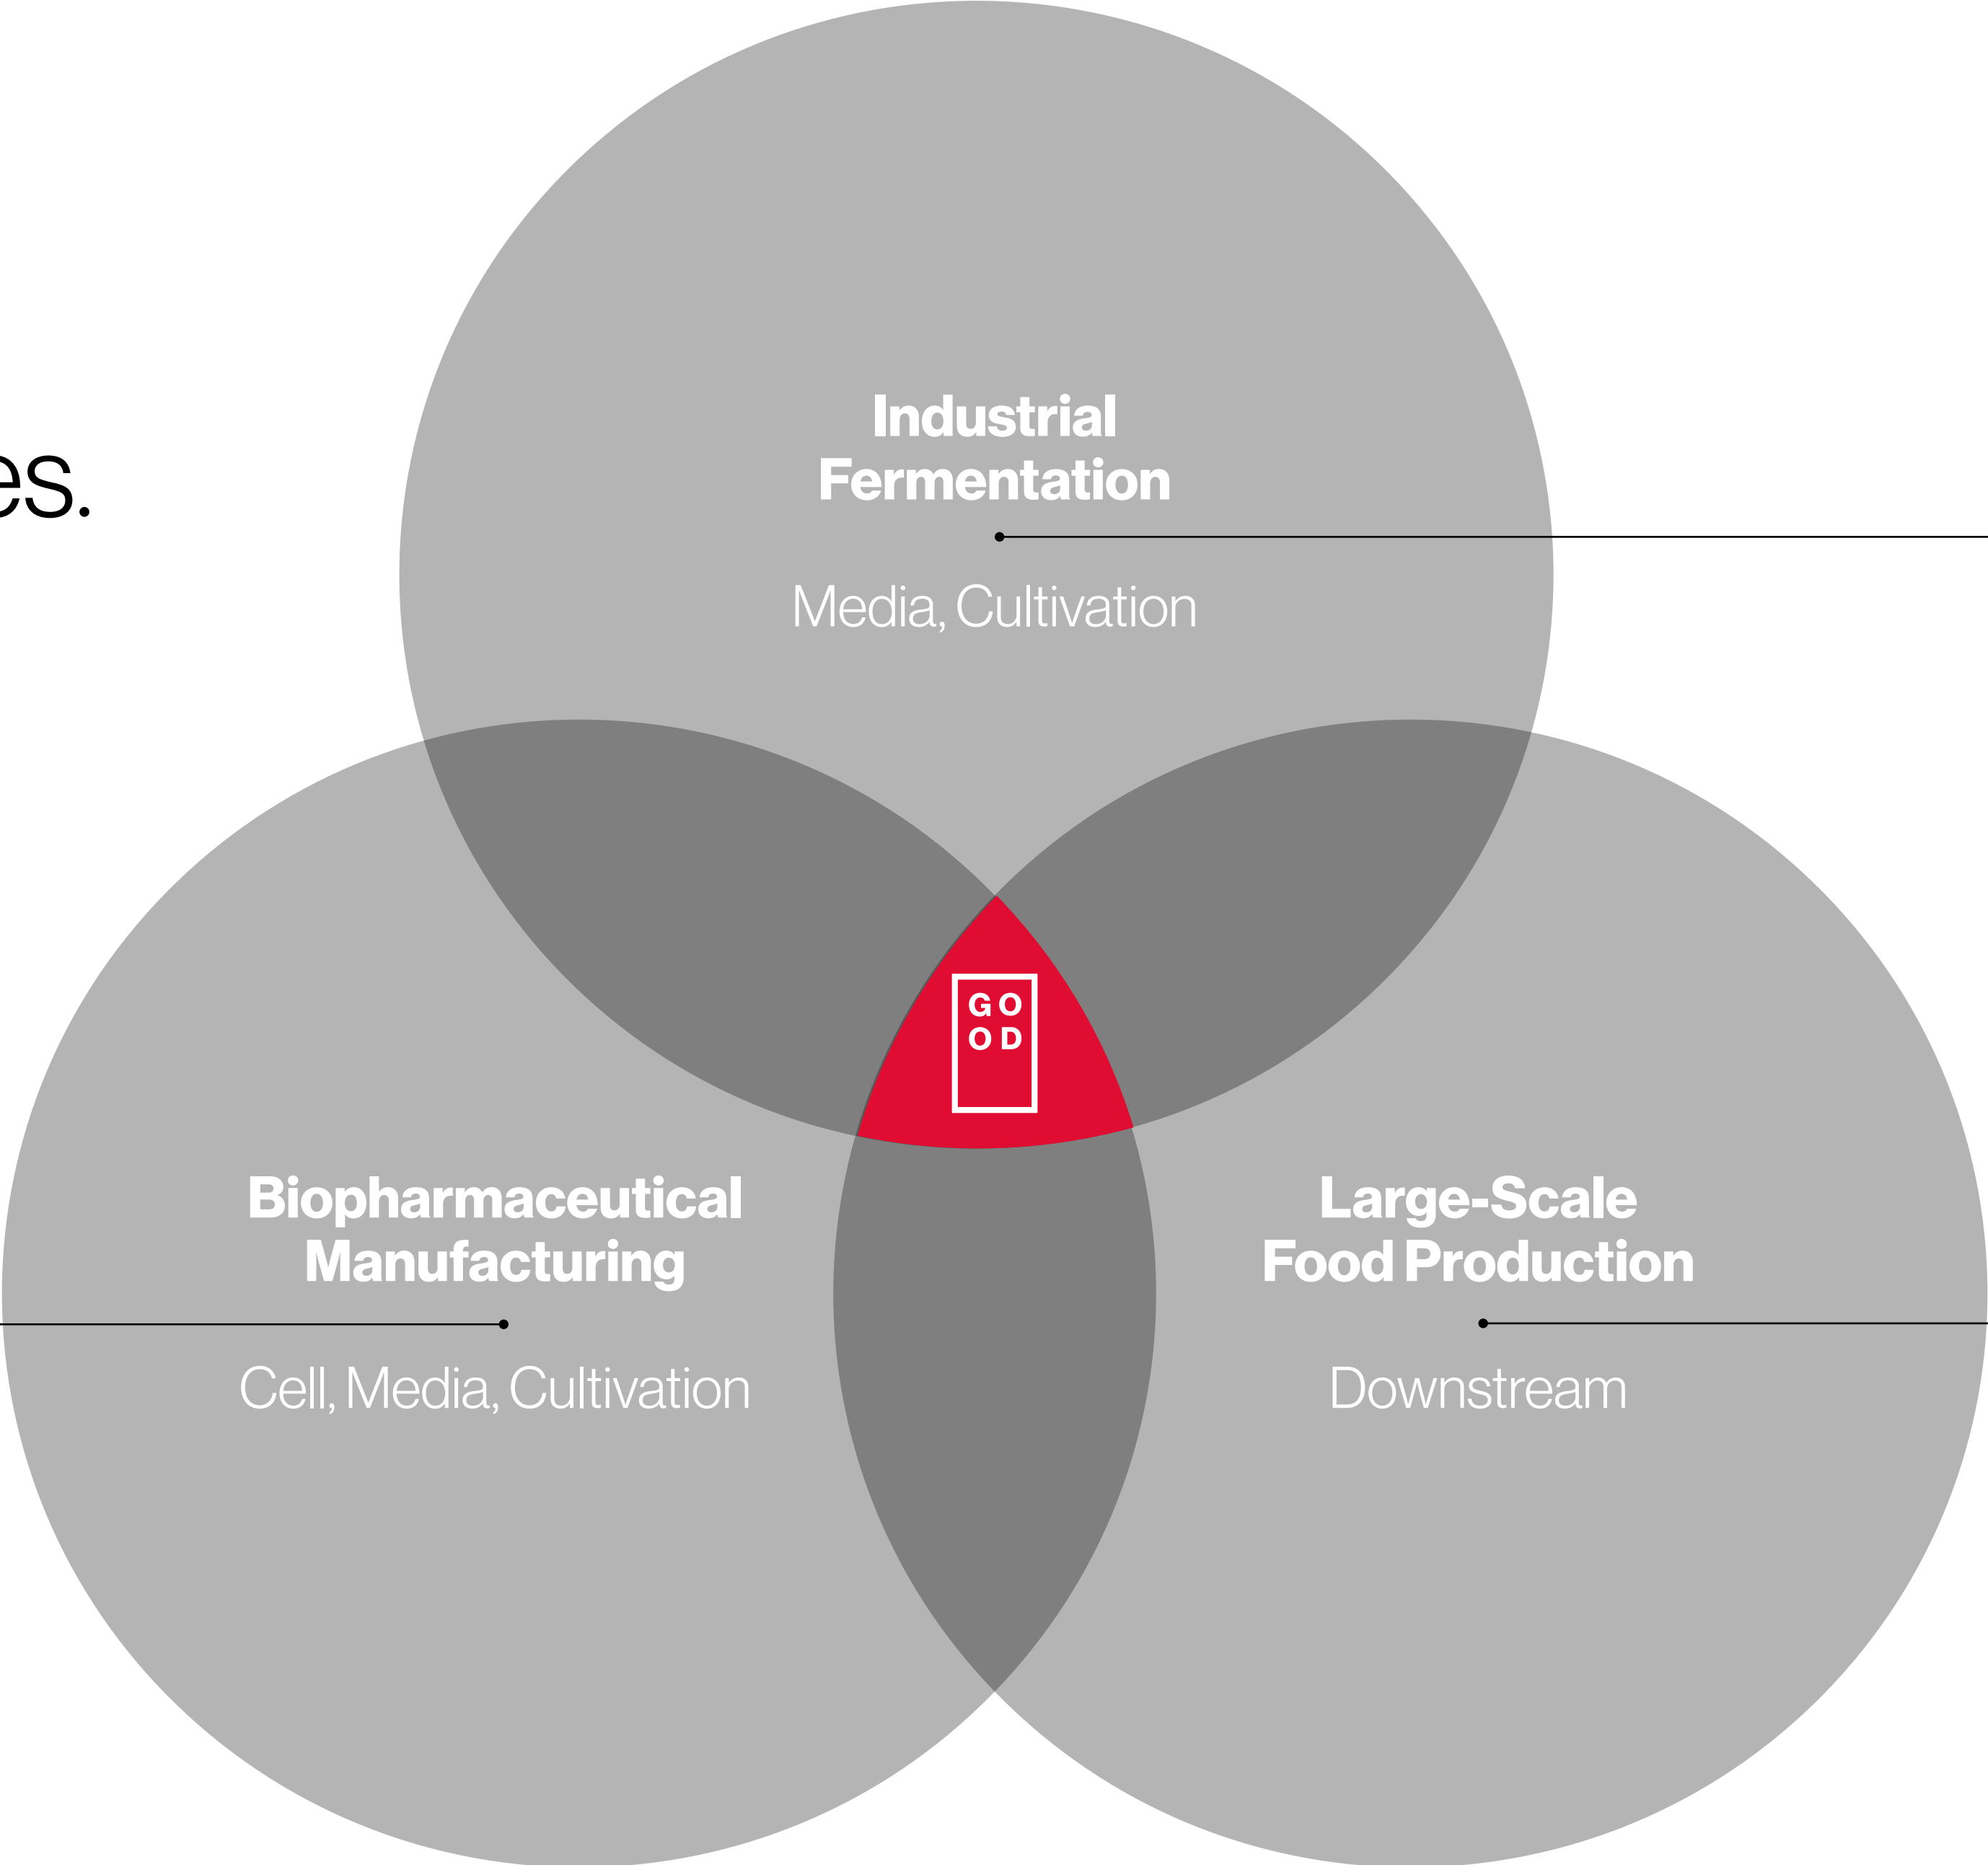 es.
Industrial
Fermentation
Media, Cultivation
GO
OD
Biopharmaceutical
Manufacturing
Cell Media, Cultivation
Large-Scale
Food Production
Downstream